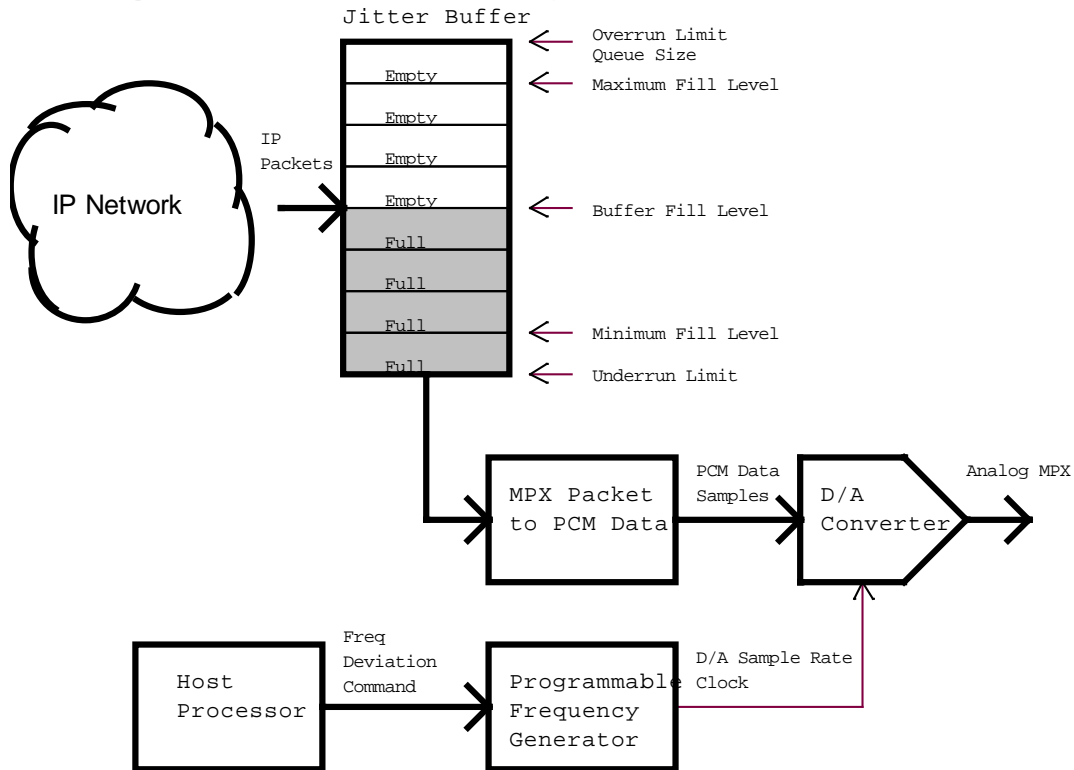 Jitter Buffer
Overrun Limit
Queue Size
Empty
Maximum Fill Level
Empty
IP
Packets
Empty
IP Network
Empty
Buffer Fill Level
Full
Full
Full
Minimum Fill Level
Full
Underrun Limit
MPX Packet
to PCM Data
PCM Data
Samples
D/A
Converter
Analog MPX
Host
Processor
Freq
Deviation
Command
Programmable
Frequency
Generator
D/A Sample Rate
Clock